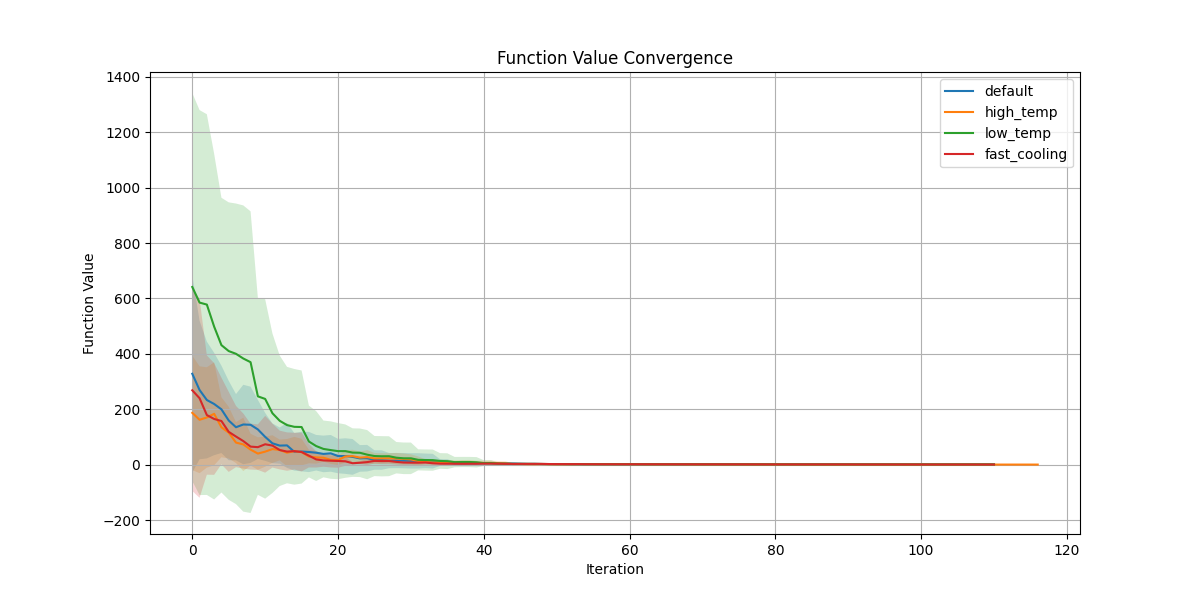 Function Value Convergence
1400
1200
1000
800
600
400
200
0
−200
Function Value
default
high_temp
low_temp
fast_cooling
0 20 40 60 80 100 120
Iteration